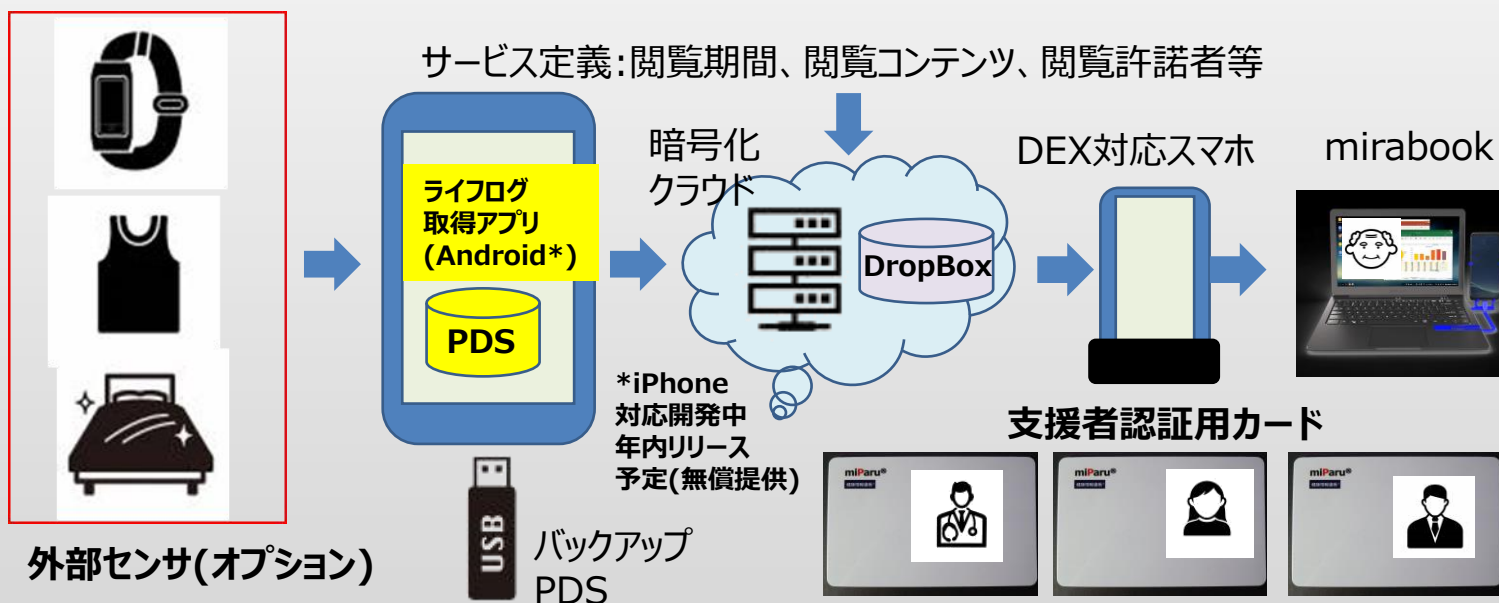 サービス定義:閲覧期間、閲覧コンテンツ、閲覧許諾者等
ライフログ
取得アプリ
(Android*)
PDS
暗号化
クラウド
DropBox
DEX対応スマホ
mirabook
*iPhone
対応開発中
年内リリース
予定(無償提供)
外部センサ(オプション)
USB
バックアップ
PDS
支援者認証用カード
miParu®
miParu®
miParu®